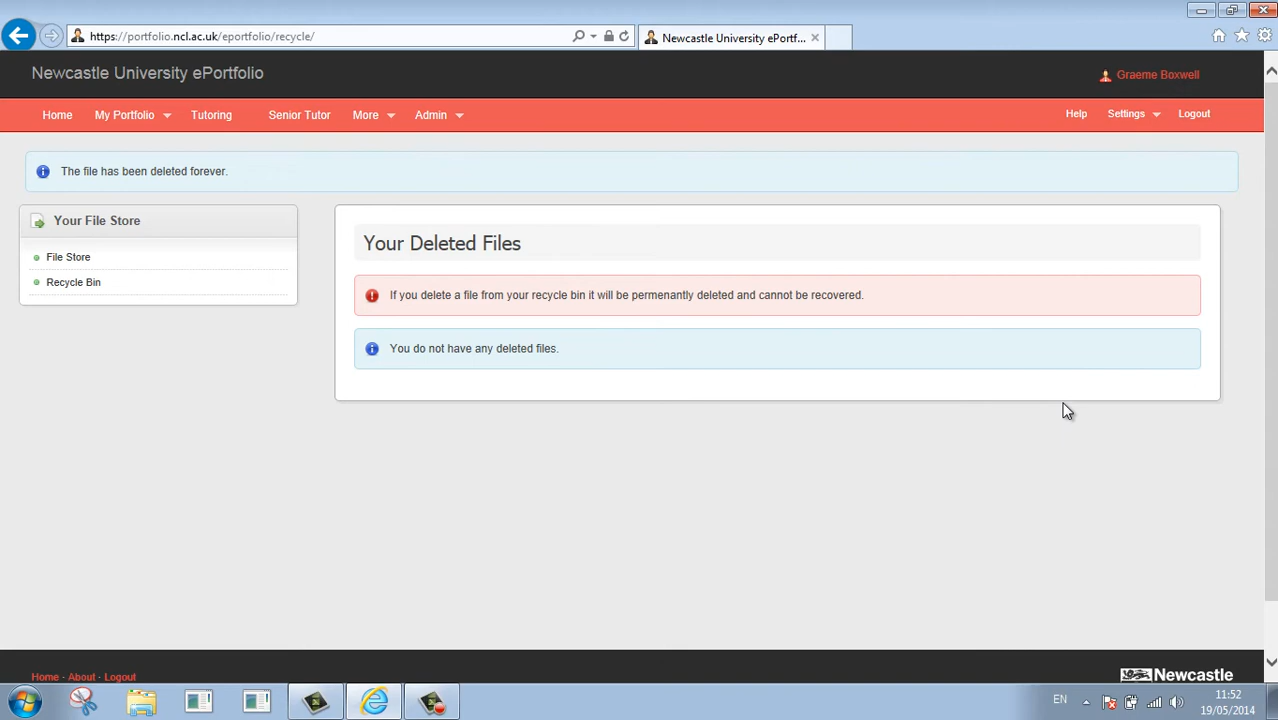 https://portfolio.ncl.ac.uk/eportfolio/recycle/
Newcastle University ePortf...
Newcastle University ePortfolio
Graeme Boxwell
Home
My Portfolio
Tutoring
Senior Tutor
More
Admin
Help
Settings
Logout
The file has been deleted forever.
Your File Store
File Store
Recycle Bin
Your Deleted Files
If you delete a file from your recycle bin it will be permenantly deleted and cannot be recovered.
You do not have any deleted files.
Home - About - Logout
Newcastle
EN
11:52
19/05/2014